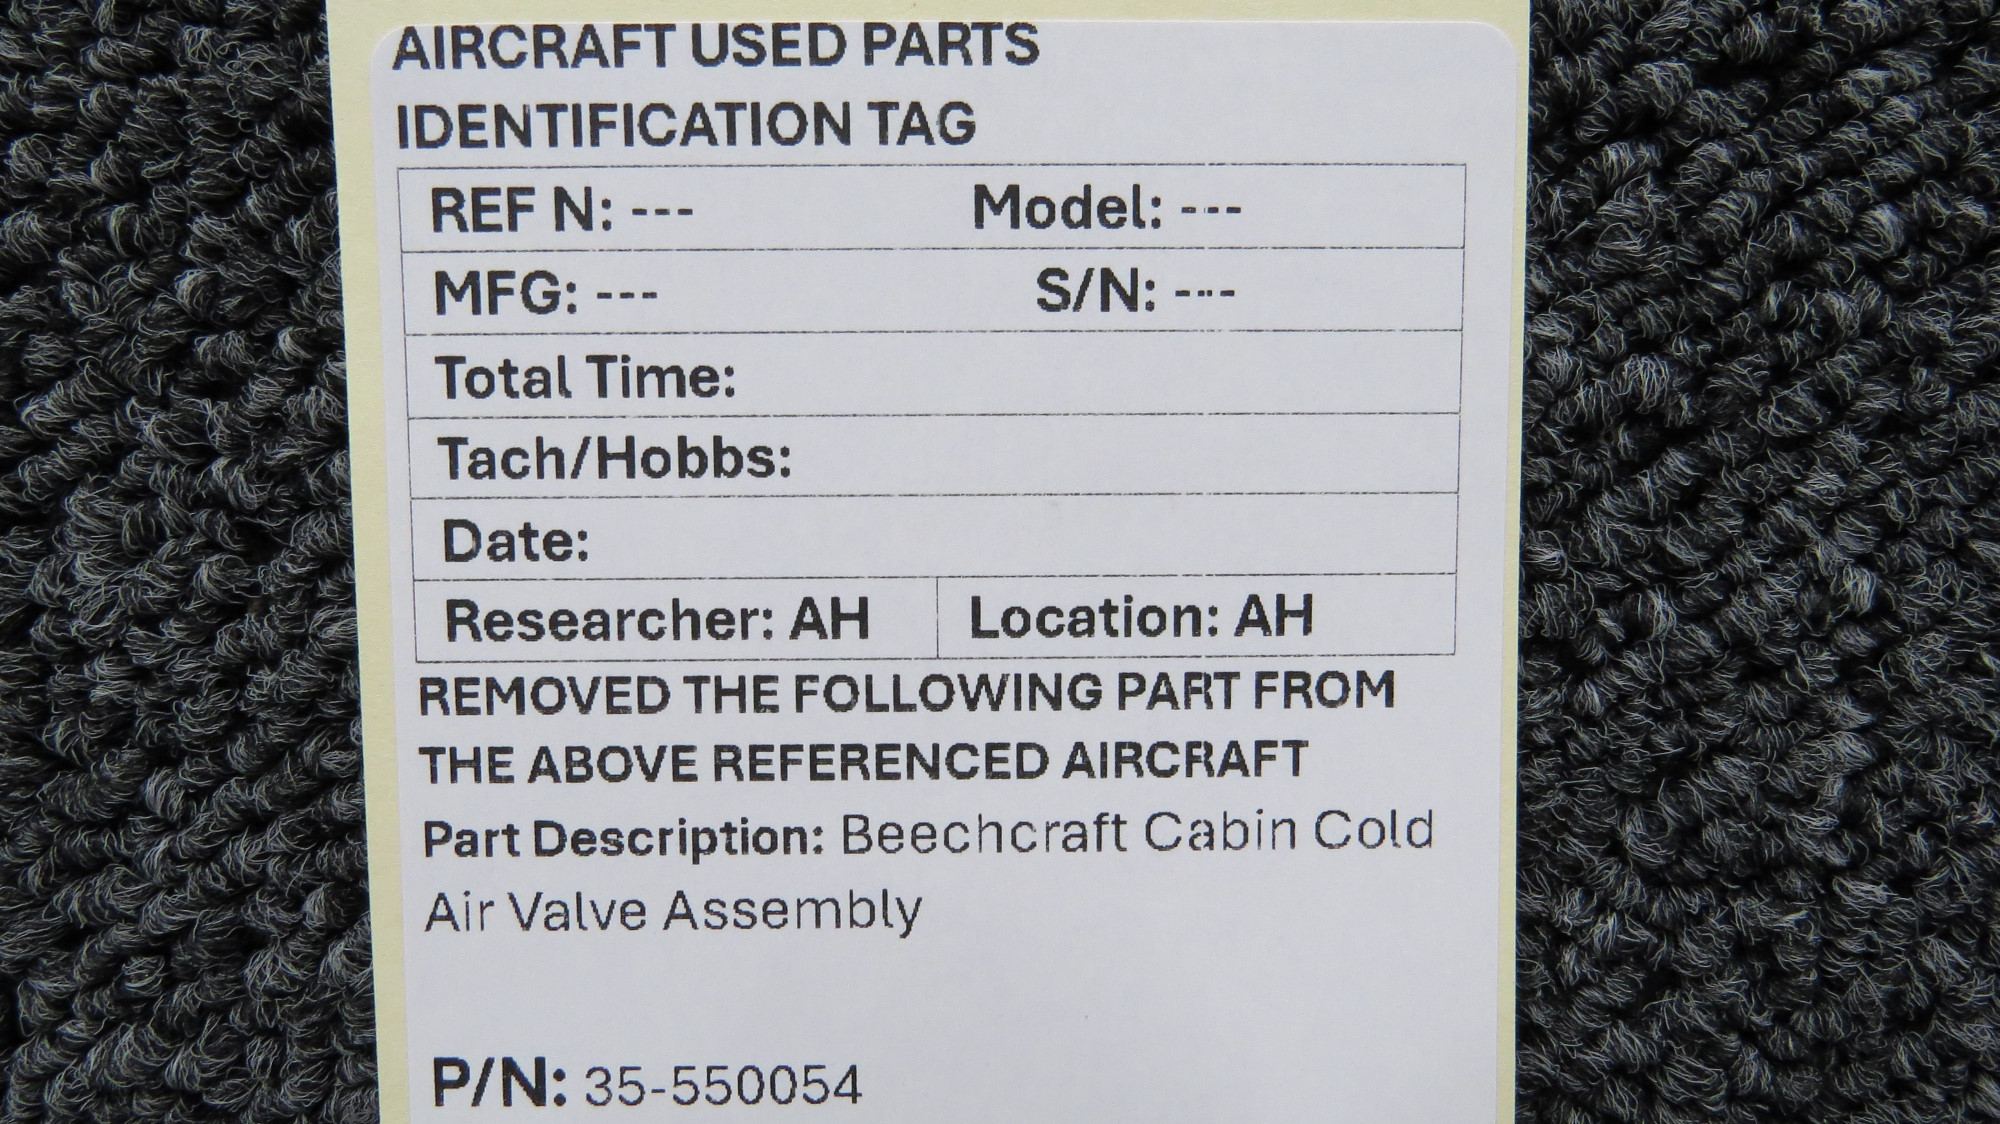 AIRCRAFT USED PARTS
IDENTIFICATION TAG
REF N: --- Model: ---
MFG: --- S/N: ---
Total Time:
Tach/Hobbs:
Date:
Researcher: AH Location: AH
REMOVED THE FOLLOWING PART FROM
THE ABOVE REFERENCED AIRCRAFT
Part Description: Beechcraft Cabin Cold
Air Valve Assembly
P/N: 35-550054